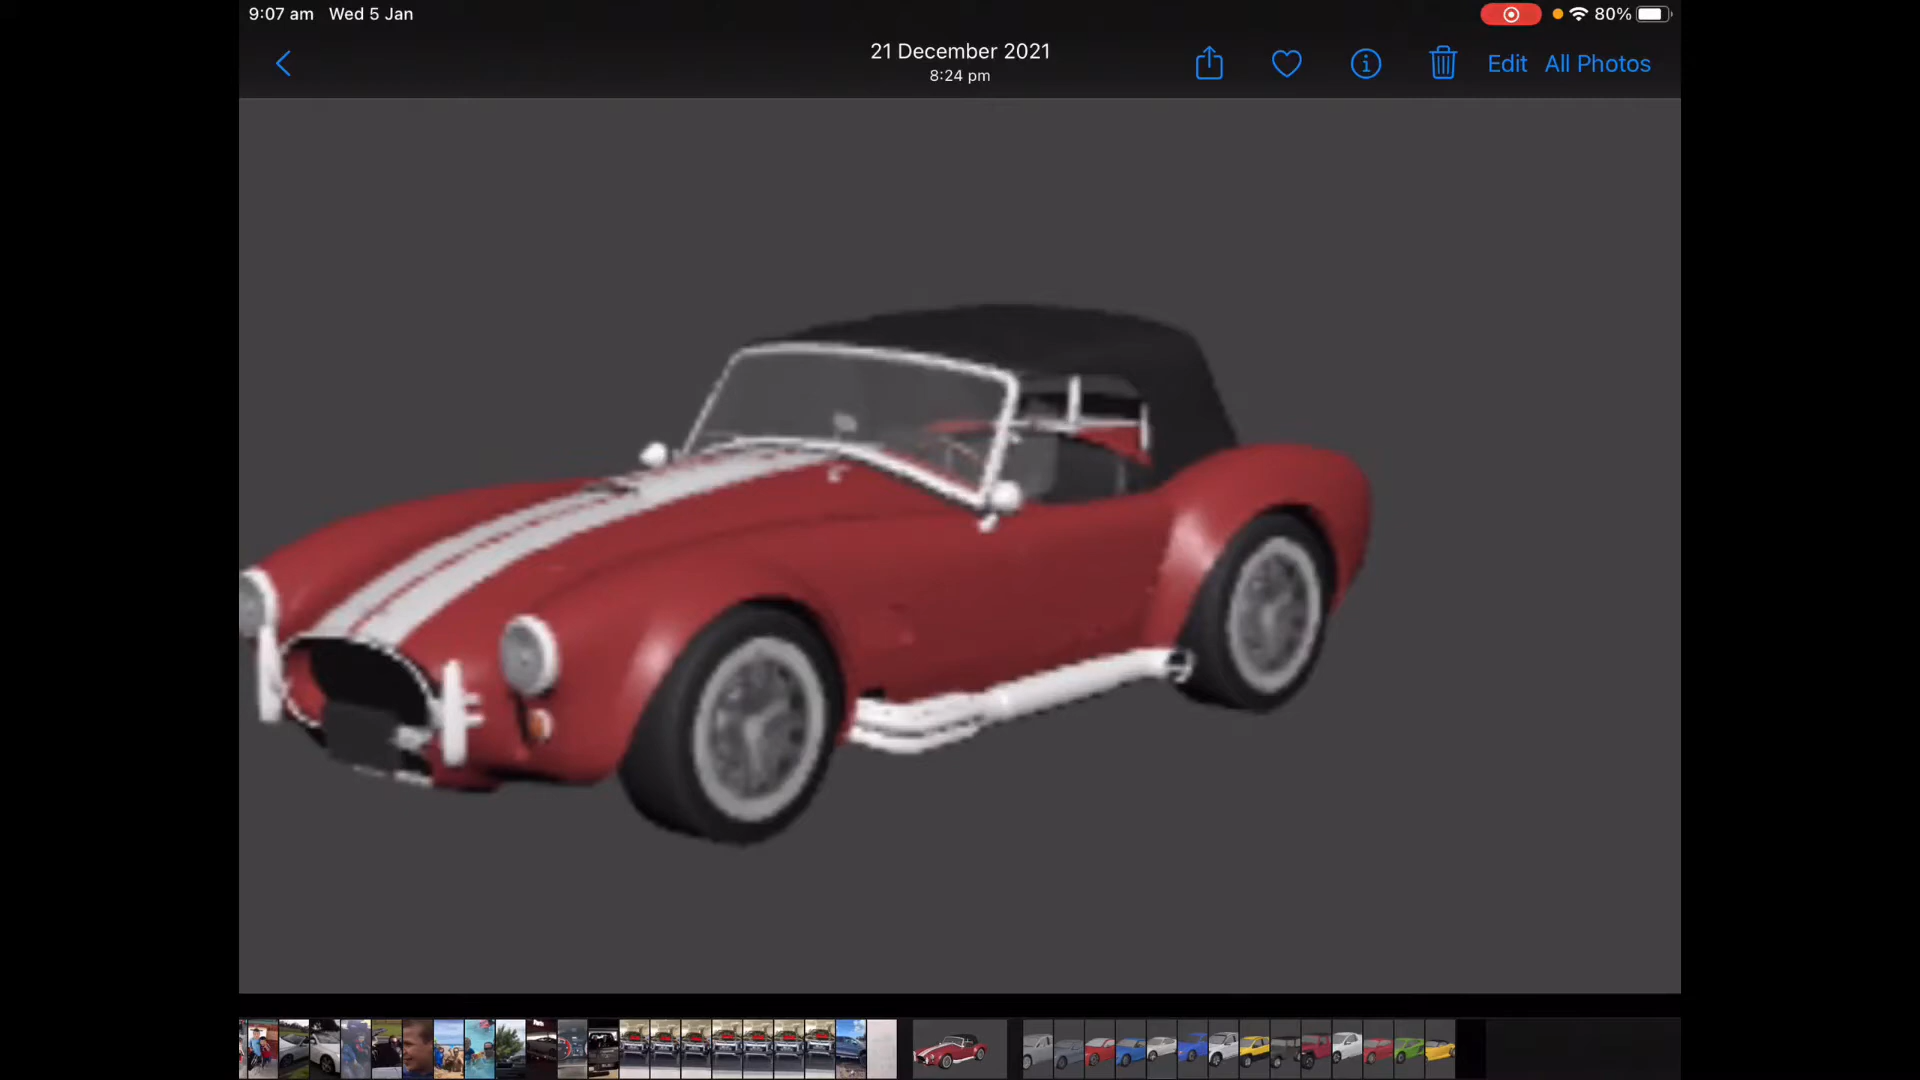 9:07 am Wed 5 Jan
80%
21 December 2021
8:24 pm
Edit All Photos